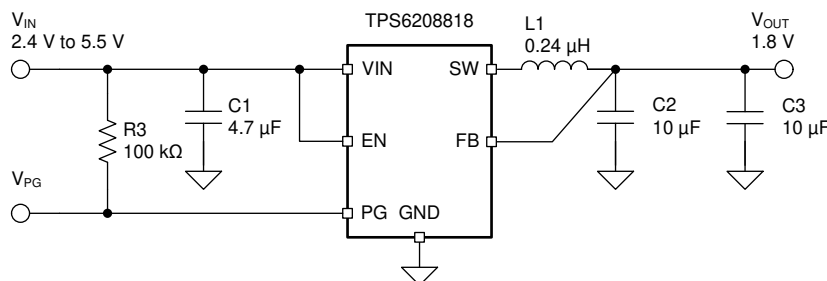 TPS6208818
VIN
2.4 V to 5.5 V
L1
0.24 µH
VOUT
1.8 V
VIN
SW
R3
100 kΩ
C1
4.7 µF
EN
FB
C2
10 µF
C3
10 µF
VPG
PG
GND